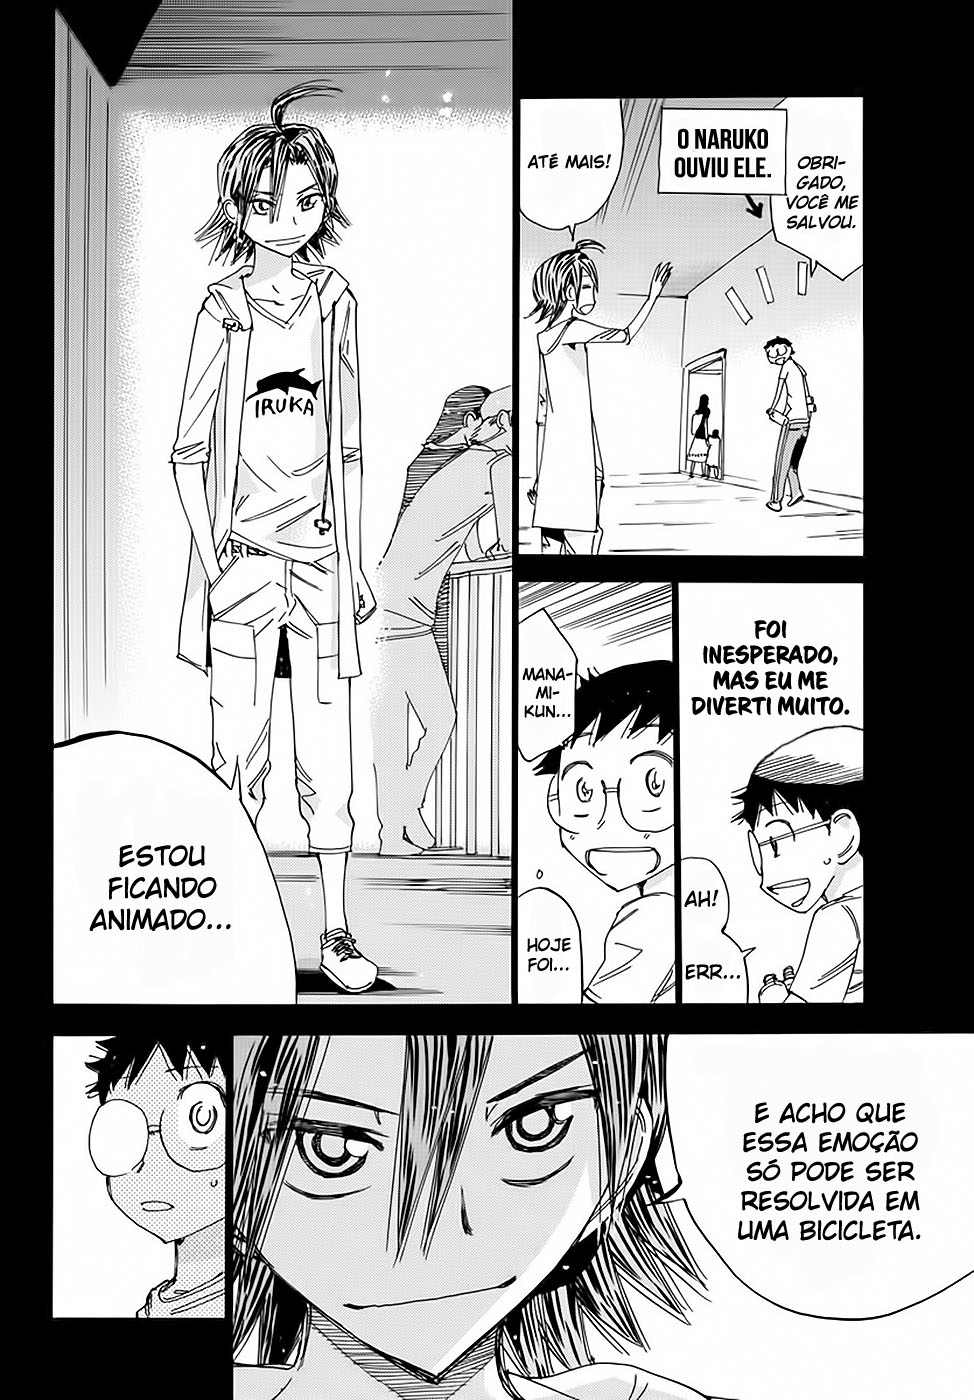 OBRI-
GADO,
VOCÊ ME
SALVOU.
O NARUKO
OUVIU ELE.
ATÉ MAIS!
FOI
INESPERADO,
MAS EU ME
DIVERTI MUITO.
AH!
ERR...
MANA-
MI-
KUN...
HOJE
FOI...
IRUKA
ESTOU
FICANDO
ANIMADO...
E ACHO QUE
ESSA EMOÇÃO
SÓ PODE SER
RESOLVIDA EM
UMA BICICLETA.